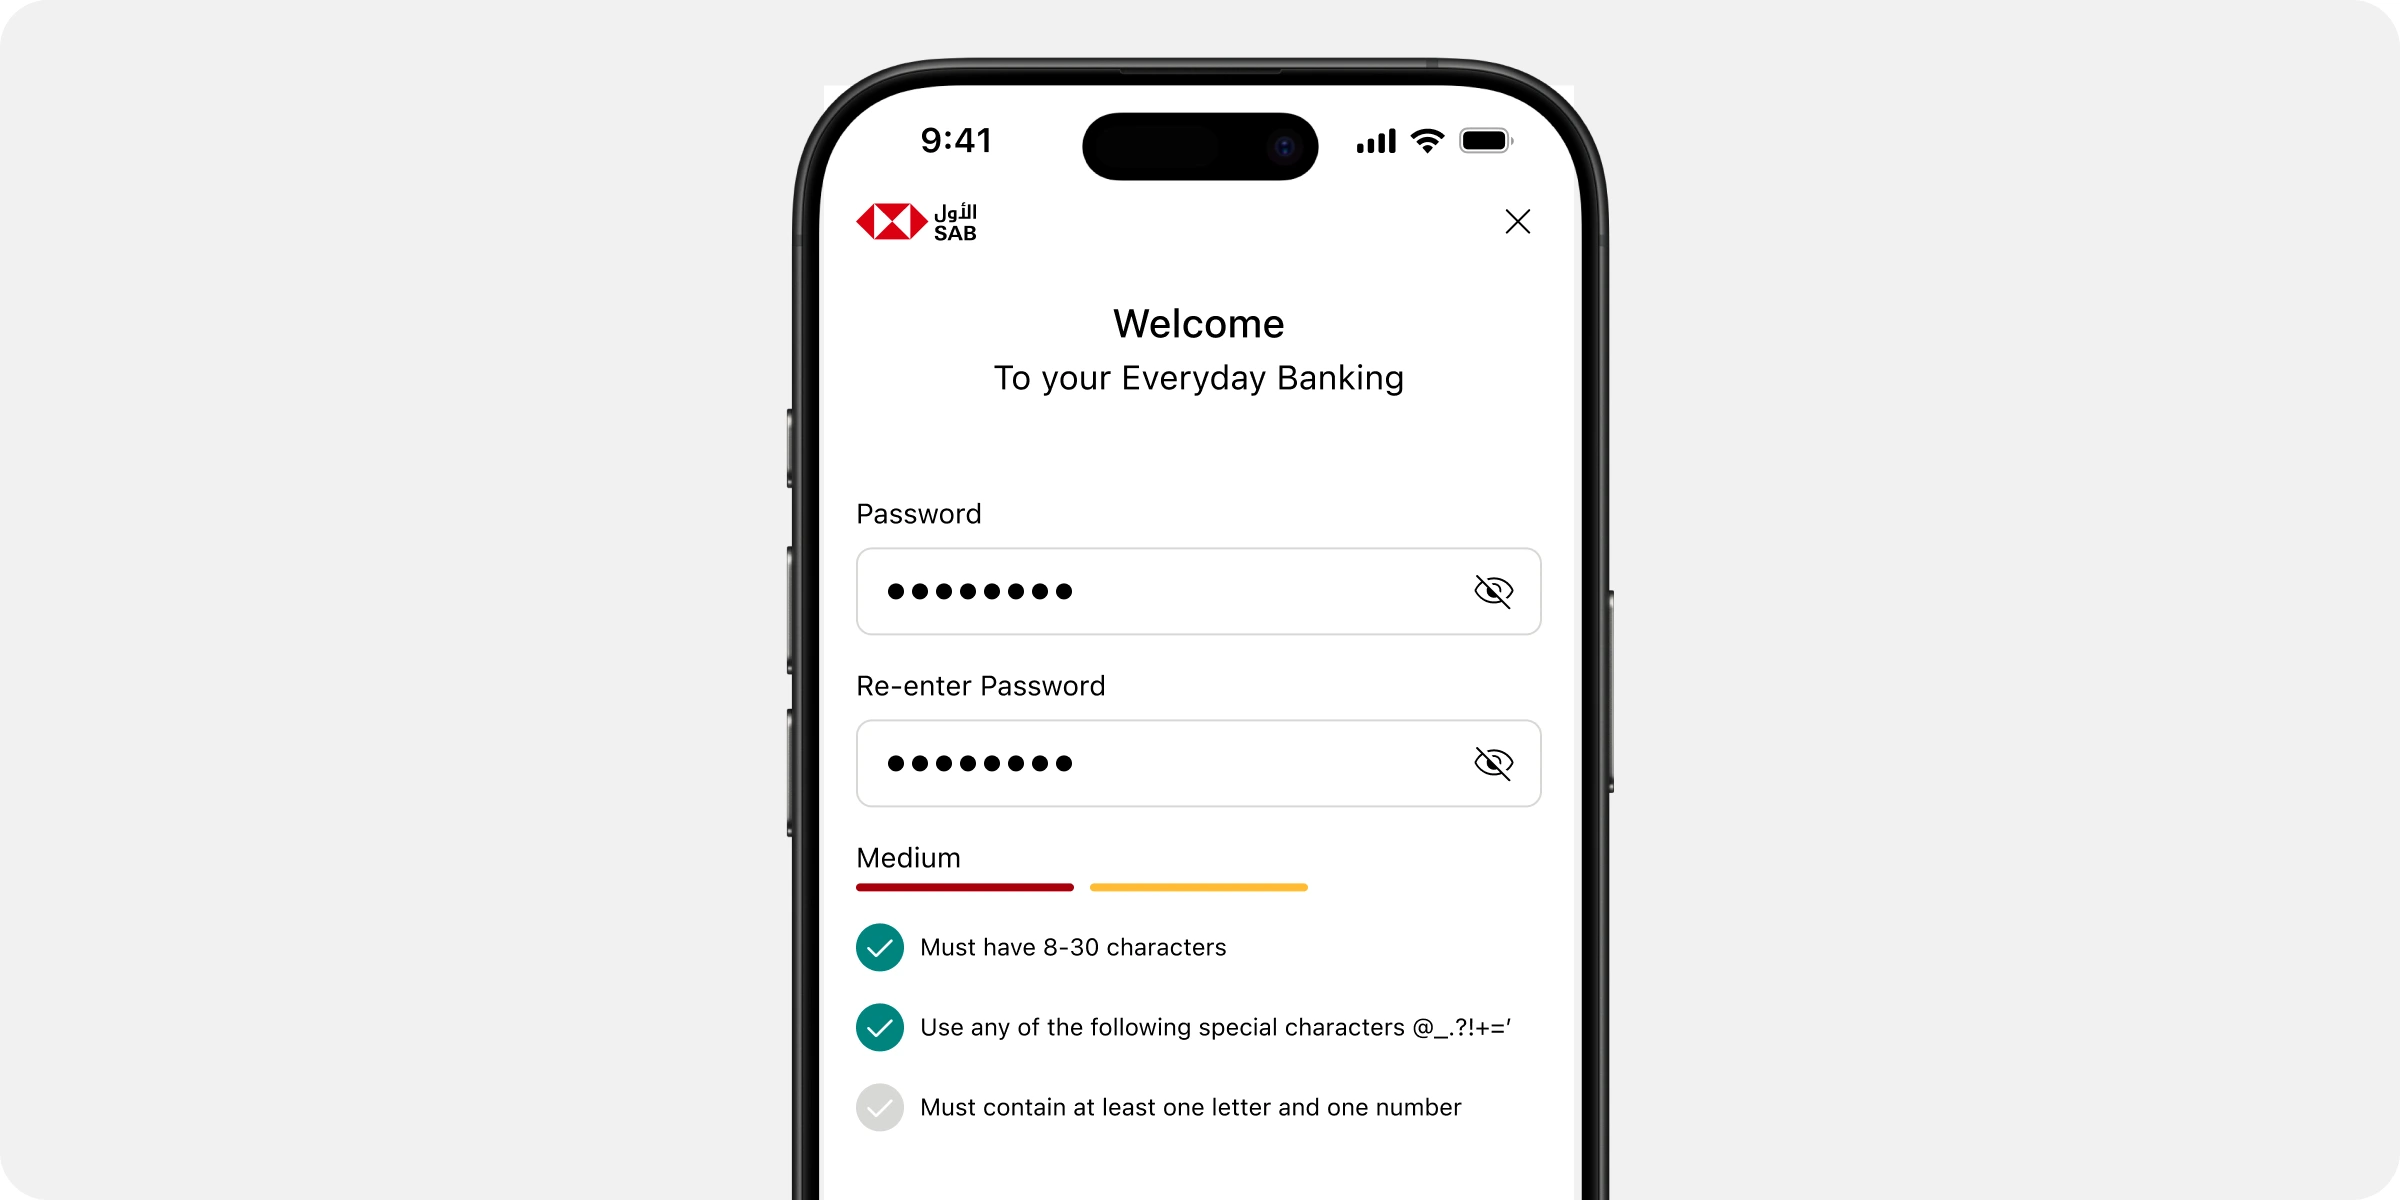 9:41
الأول
SAB
Welcome
To your Everyday Banking
Password
••••••••
Re-enter Password
••••••••
Medium
Must have 8-30 characters
Use any of the following special characters @_.?!+=’
Must contain at least one letter and one number